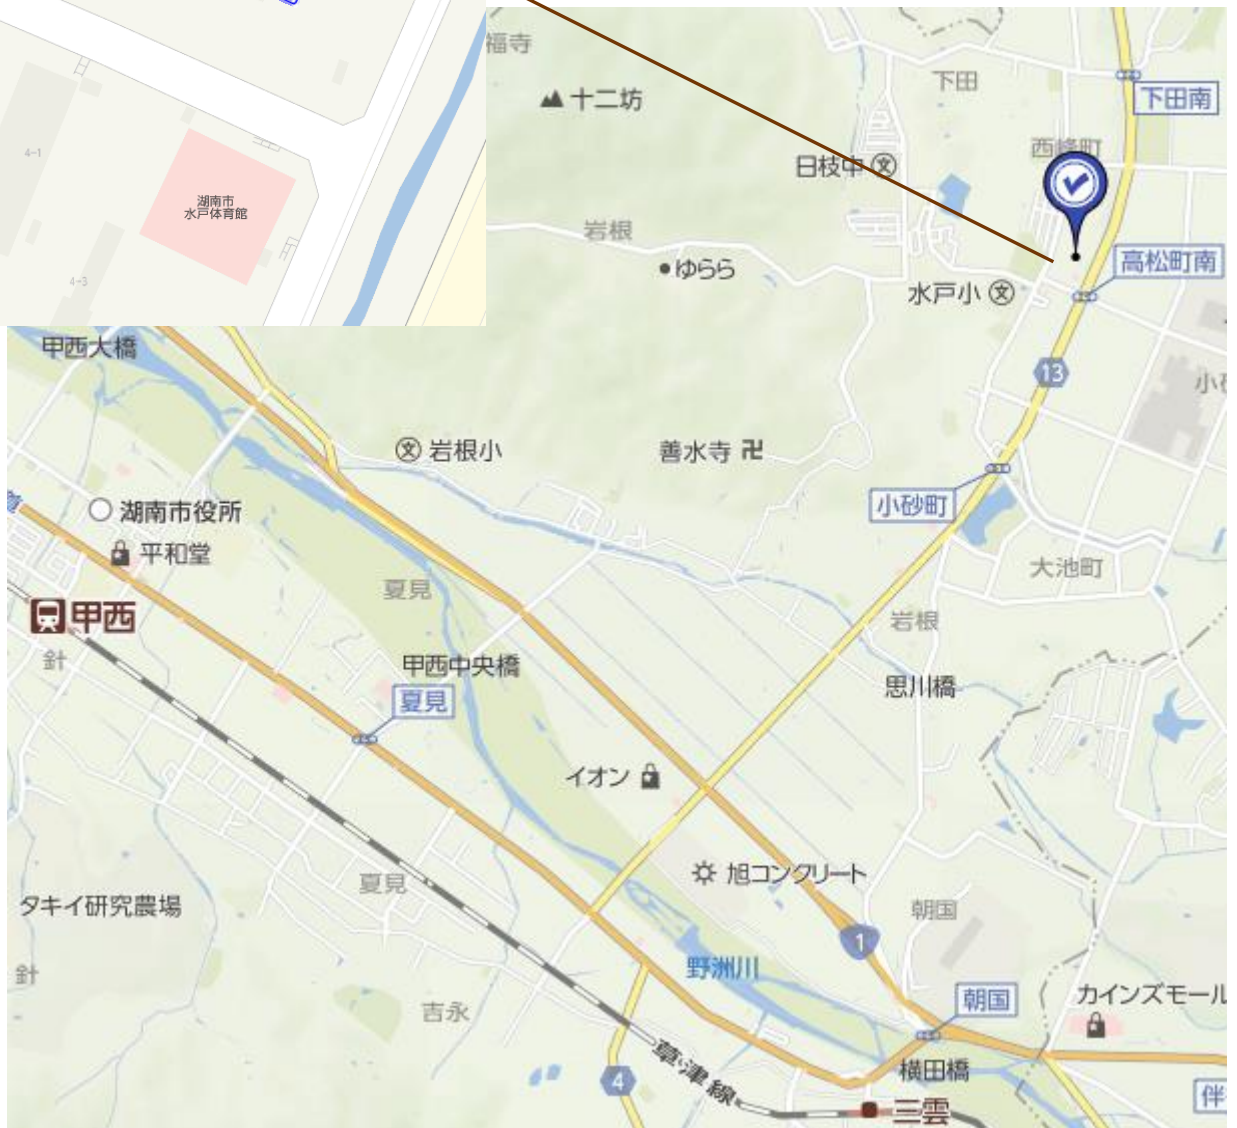 4-1
湖南市
水戸体育館
4-3
福寺
十二坊
下田
下田南
日枝中 文
西峰町
岩根
ゆらら
水戸小 文
高松町南
甲西大橋
13
文 岩根小
善水寺 卍
小砂町
湖南市役所
平和堂
大池町
夏見
甲西
岩根
針
甲西中央橋
夏見
思川橋
イオン
旭コンクリート
夏見
タキイ研究農場
朝国
1
針
野洲川
吉永
朝国
カインズモール
草津線
横田橋
4
三雲